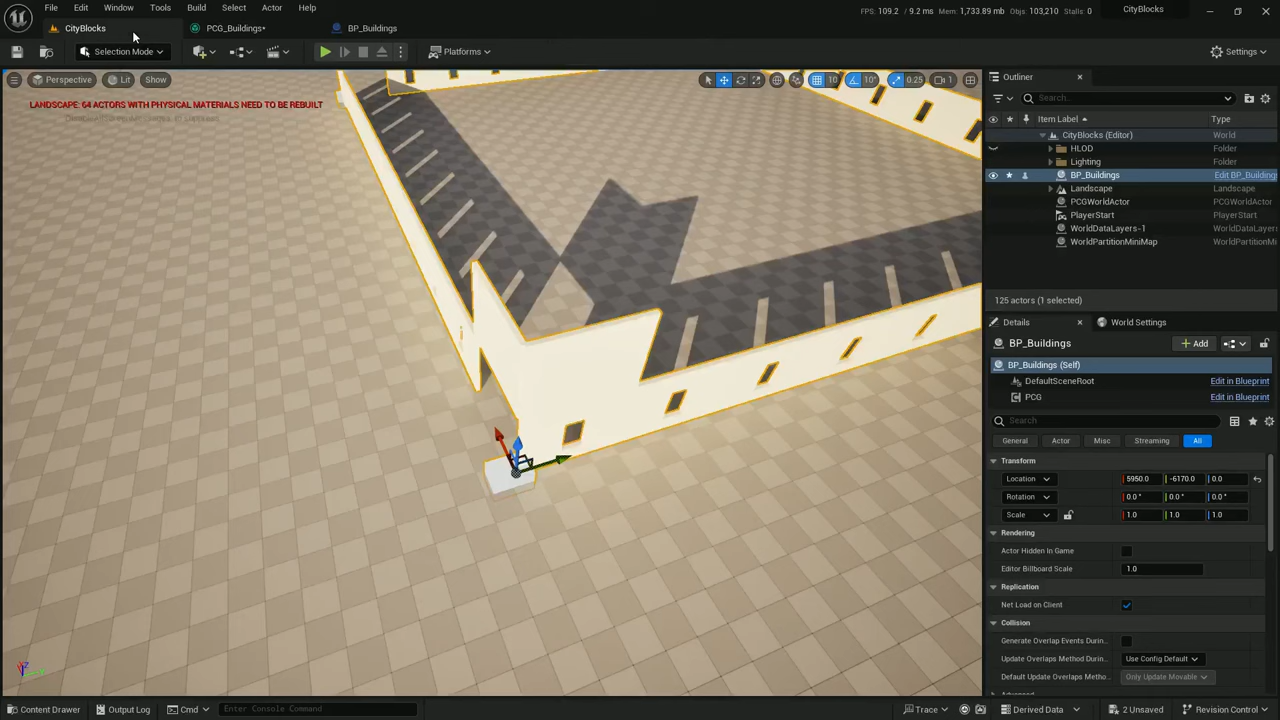 File Edit Window Tools Build Select Actor Help
FPS: 109.2 / 9.2 ms Mem: 1,733.89 mb Objs: 103,210 Stalls: 0
CityBlocks
CityBlocks
PCG_Buildings*
BP_Buildings
Selection Mode
Platforms
Settings
Perspective
Lit
Show
10
10°
0.25
1
LANDSCAPE: 64 ACTORS WITH PHYSICAL MATERIALS NEED TO BE REBUILT
Outliner
Search...
Item Label
Type
CityBlocks (Editor) World
HLOD Folder
Lighting Folder
BP_Buildings Edit BP_Building
Landscape Landscape
PCGWorldActor PCGWorldActor
PlayerStart PlayerStart
WorldDataLayers-1 WorldDataLayer
WorldPartitionMiniMap WorldPartitionM
125 actors (1 selected)
Details
World Settings
BP_Buildings
Add
BP_Buildings (Self)
DefaultSceneRoot Edit in Blueprint
PCG Edit in Blueprint
Search
General Actor Misc Streaming All
Transform
Location 5950.0 -6170.0 0.0
Rotation 0.0 ° 0.0 ° 0.0 °
Scale 1.0 1.0 1.0
Rendering
Actor Hidden In Game
Editor Billboard Scale 1.0
Replication
Net Load on Client
Collision
Generate Overlap Events Durin
Update Overlaps Method Durin Use Config Default
Default Update Overlaps Metho Only Update Movable
Content Drawer
Output Log
Cmd
Enter Console Command
Trace
Derived Data
2 Unsaved
Revision Control